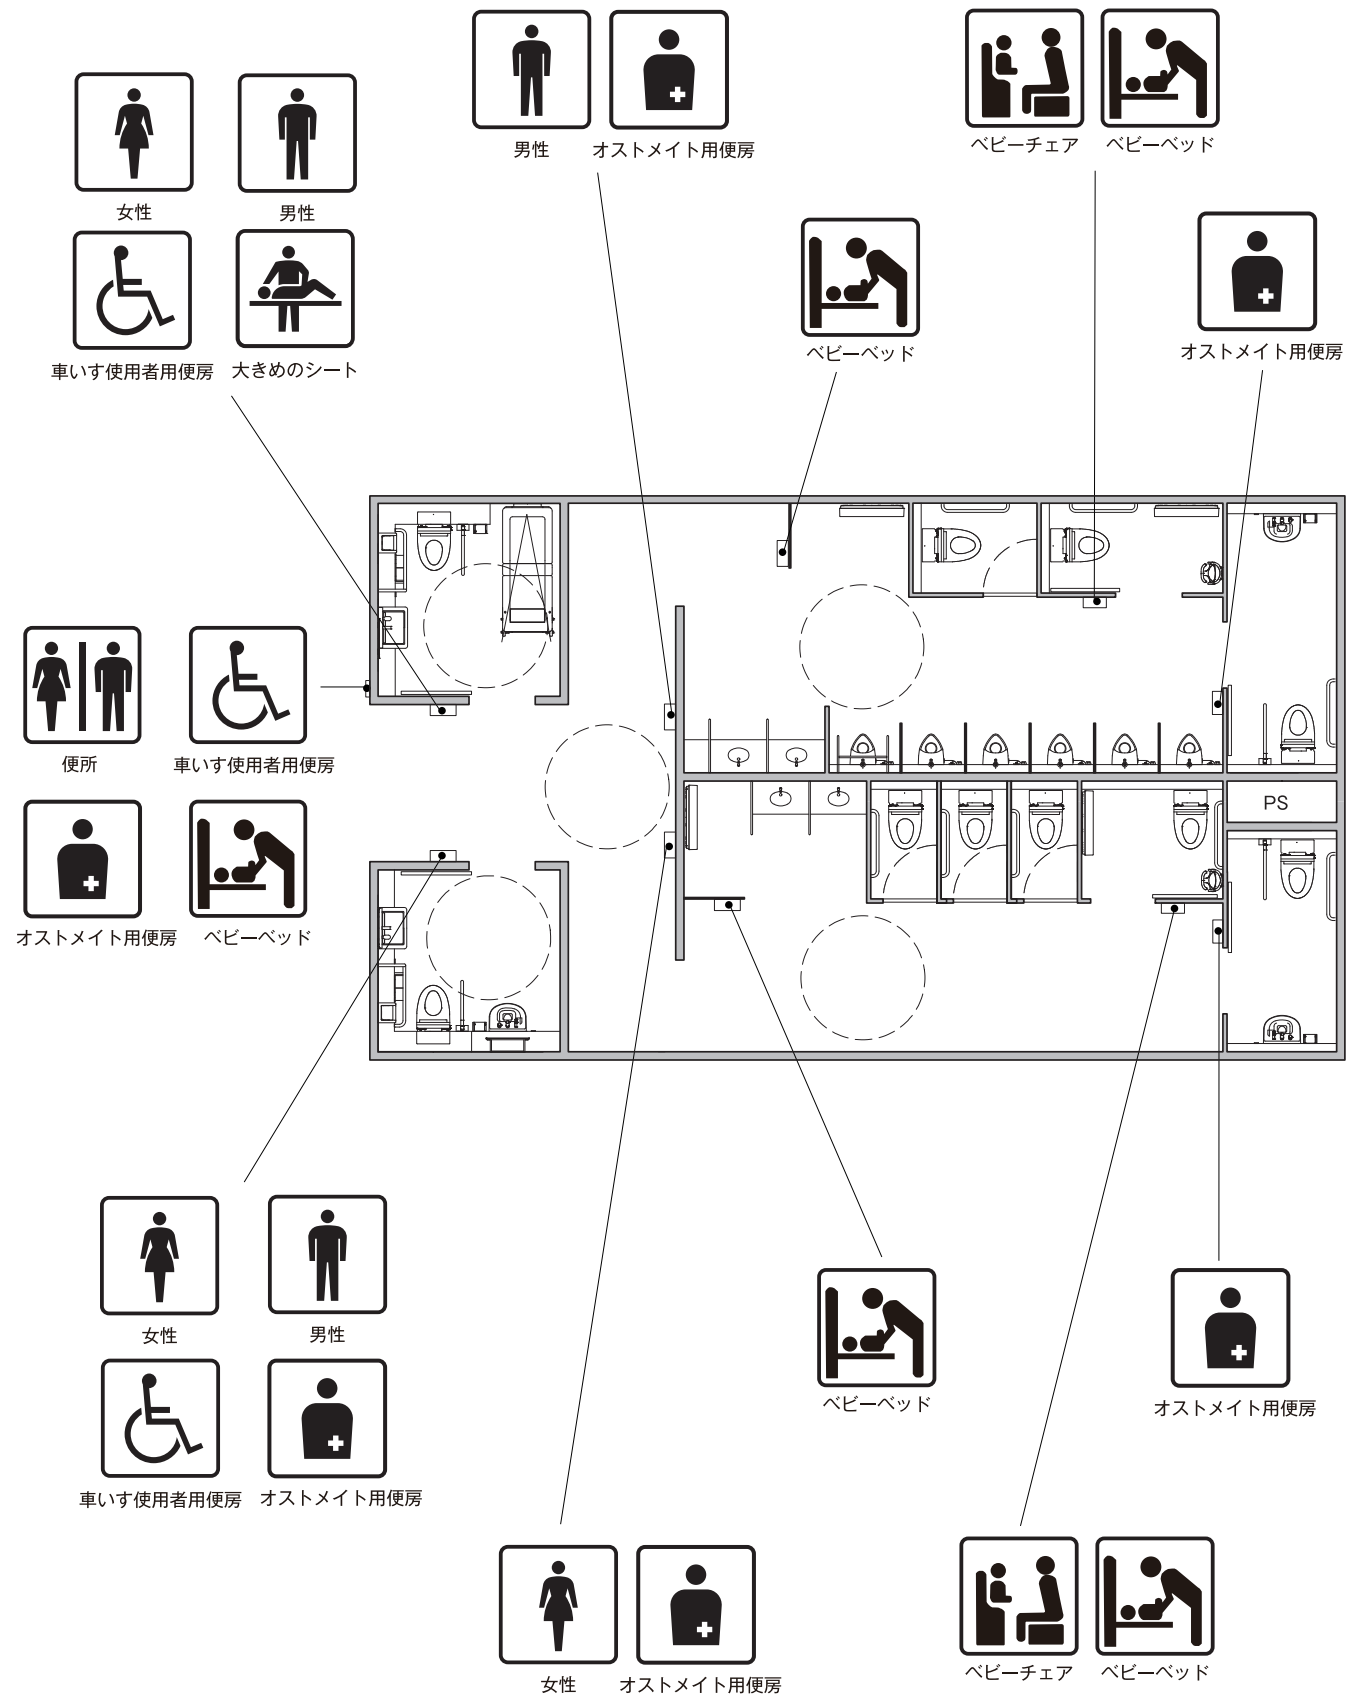 男性 オストメイト用便房
ベビーチェア ベビーベッド
女性 男性
車いす使用者用便房 大きめのシート
ベビーベッド
オストメイト用便房
便所 車いす使用者用便房
オストメイト用便房 ベビーベッド
PS
女性 男性
車いす使用者用便房 オストメイト用便房
ベビーベッド
オストメイト用便房
女性 オストメイト用便房
ベビーチェア ベビーベッド